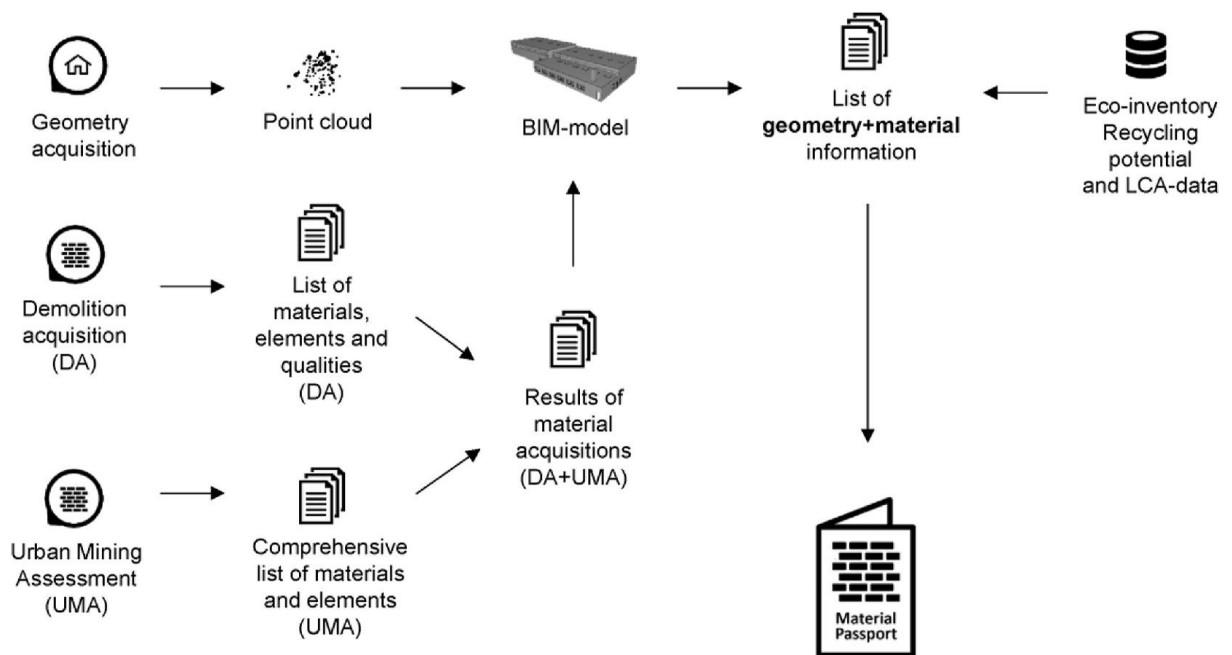 Geometry
acquisition
Point cloud
BIM-model
List of
geometry+material
information
Eco-inventory
Recycling
potential
and LCA-data
Demolition
acquisition
(DA)
List of
materials,
elements and
qualities
(DA)
Results of
material
acquisitions
(DA+UMA)
Urban Mining
Assessment
(UMA)
Comprehensive
list of materials
and elements
(UMA)
Material
Passport